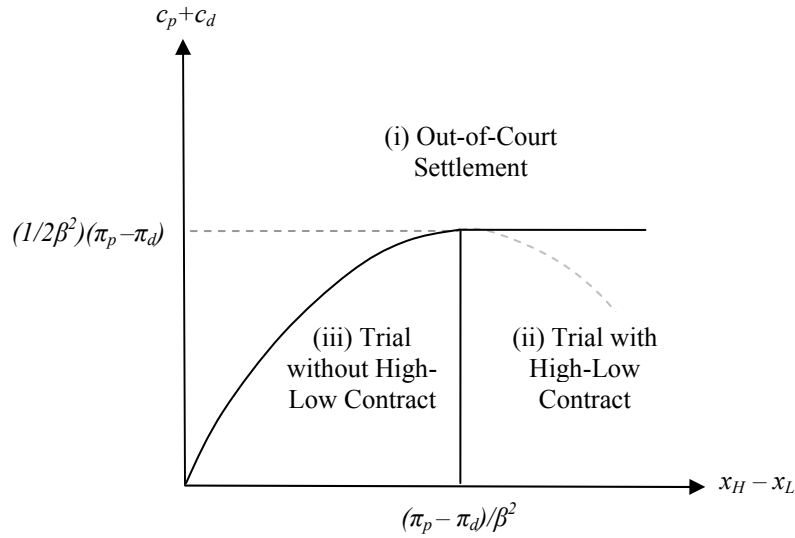 c_p+c_d
(i) Out-of-Court
Settlement
(1/2β²)(π_p–π_d)
(iii) Trial
without High-
Low Contract
(ii) Trial with
High-Low
Contract
x_H – x_L
(π_p – π_d)/β²